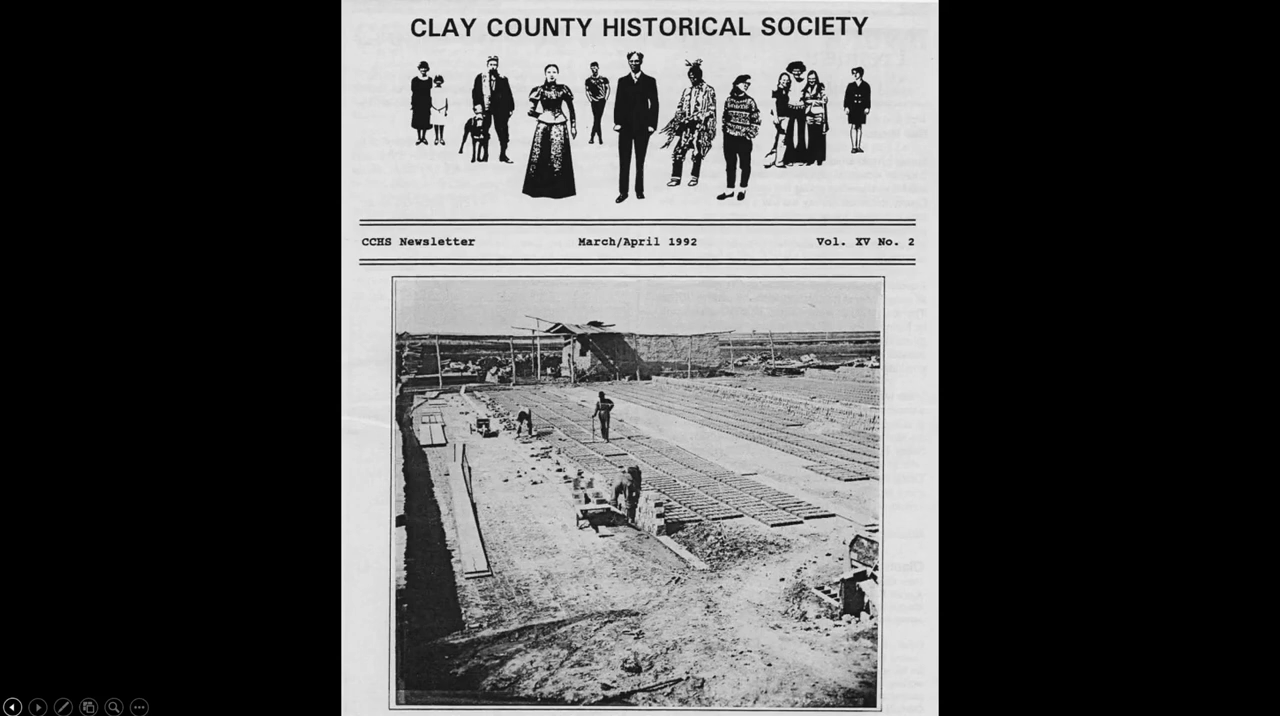 CLAY COUNTY HISTORICAL SOCIETY
CCHS Newsletter March/April 1992 Vol. XV No. 2